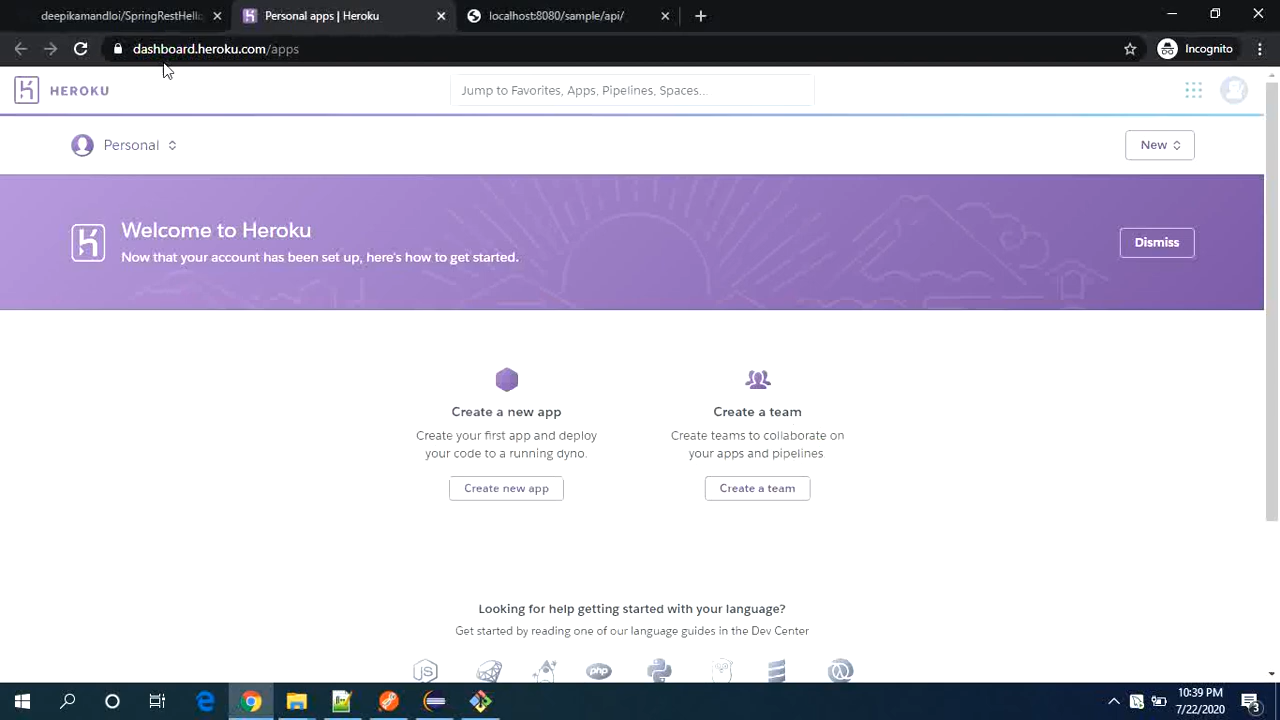 deepikamandloi/SpringRestHello
Personal apps | Heroku
localhost:8080/sample/api/
dashboard.heroku.com/apps
Incognito
HEROKU
Jump to Favorites, Apps, Pipelines, Spaces...
Personal
New
Welcome to Heroku
Now that your account has been set up, here's how to get started.
Dismiss
Create a new app
Create a team
Create your first app and deploy
your code to a running dyno.
Create teams to collaborate on
your apps and pipelines.
Create new app
Create a team
Looking for help getting started with your language?
Get started by reading one of our language guides in the Dev Center
JS
php
10:39 PM
7/22/2020
3